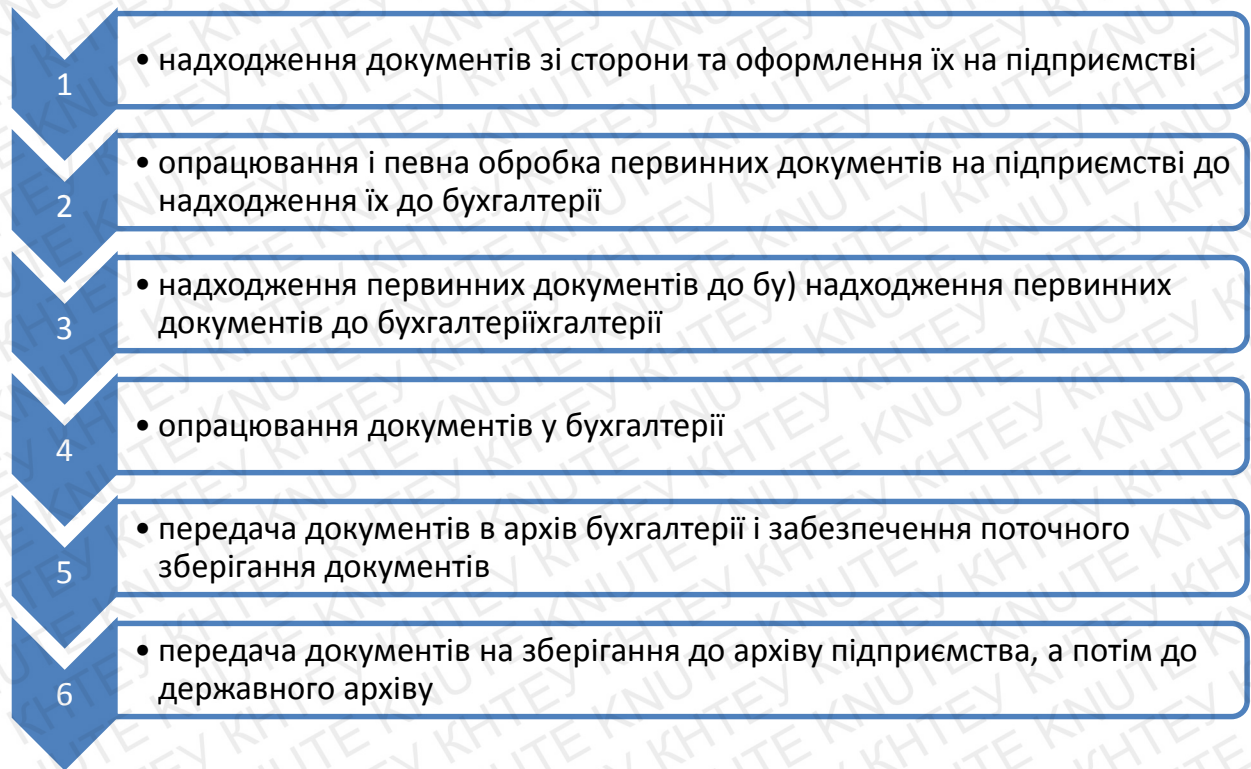 1
• надходження документів зі сторони та оформлення їх на підприємстві
2
• опрацювання і певна обробка первинних документів на підприємстві до
надходження їх до бухгалтерії
3
• надходження первинних документів до бу) надходження первинних
документів до бухгалтеріїхгалтерії
4
• опрацювання документів у бухгалтерії
5
• передача документів в архів бухгалтерії і забезпечення поточного
зберігання документів
6
• передача документів на зберігання до архіву підприємства, а потім до
державного архіву